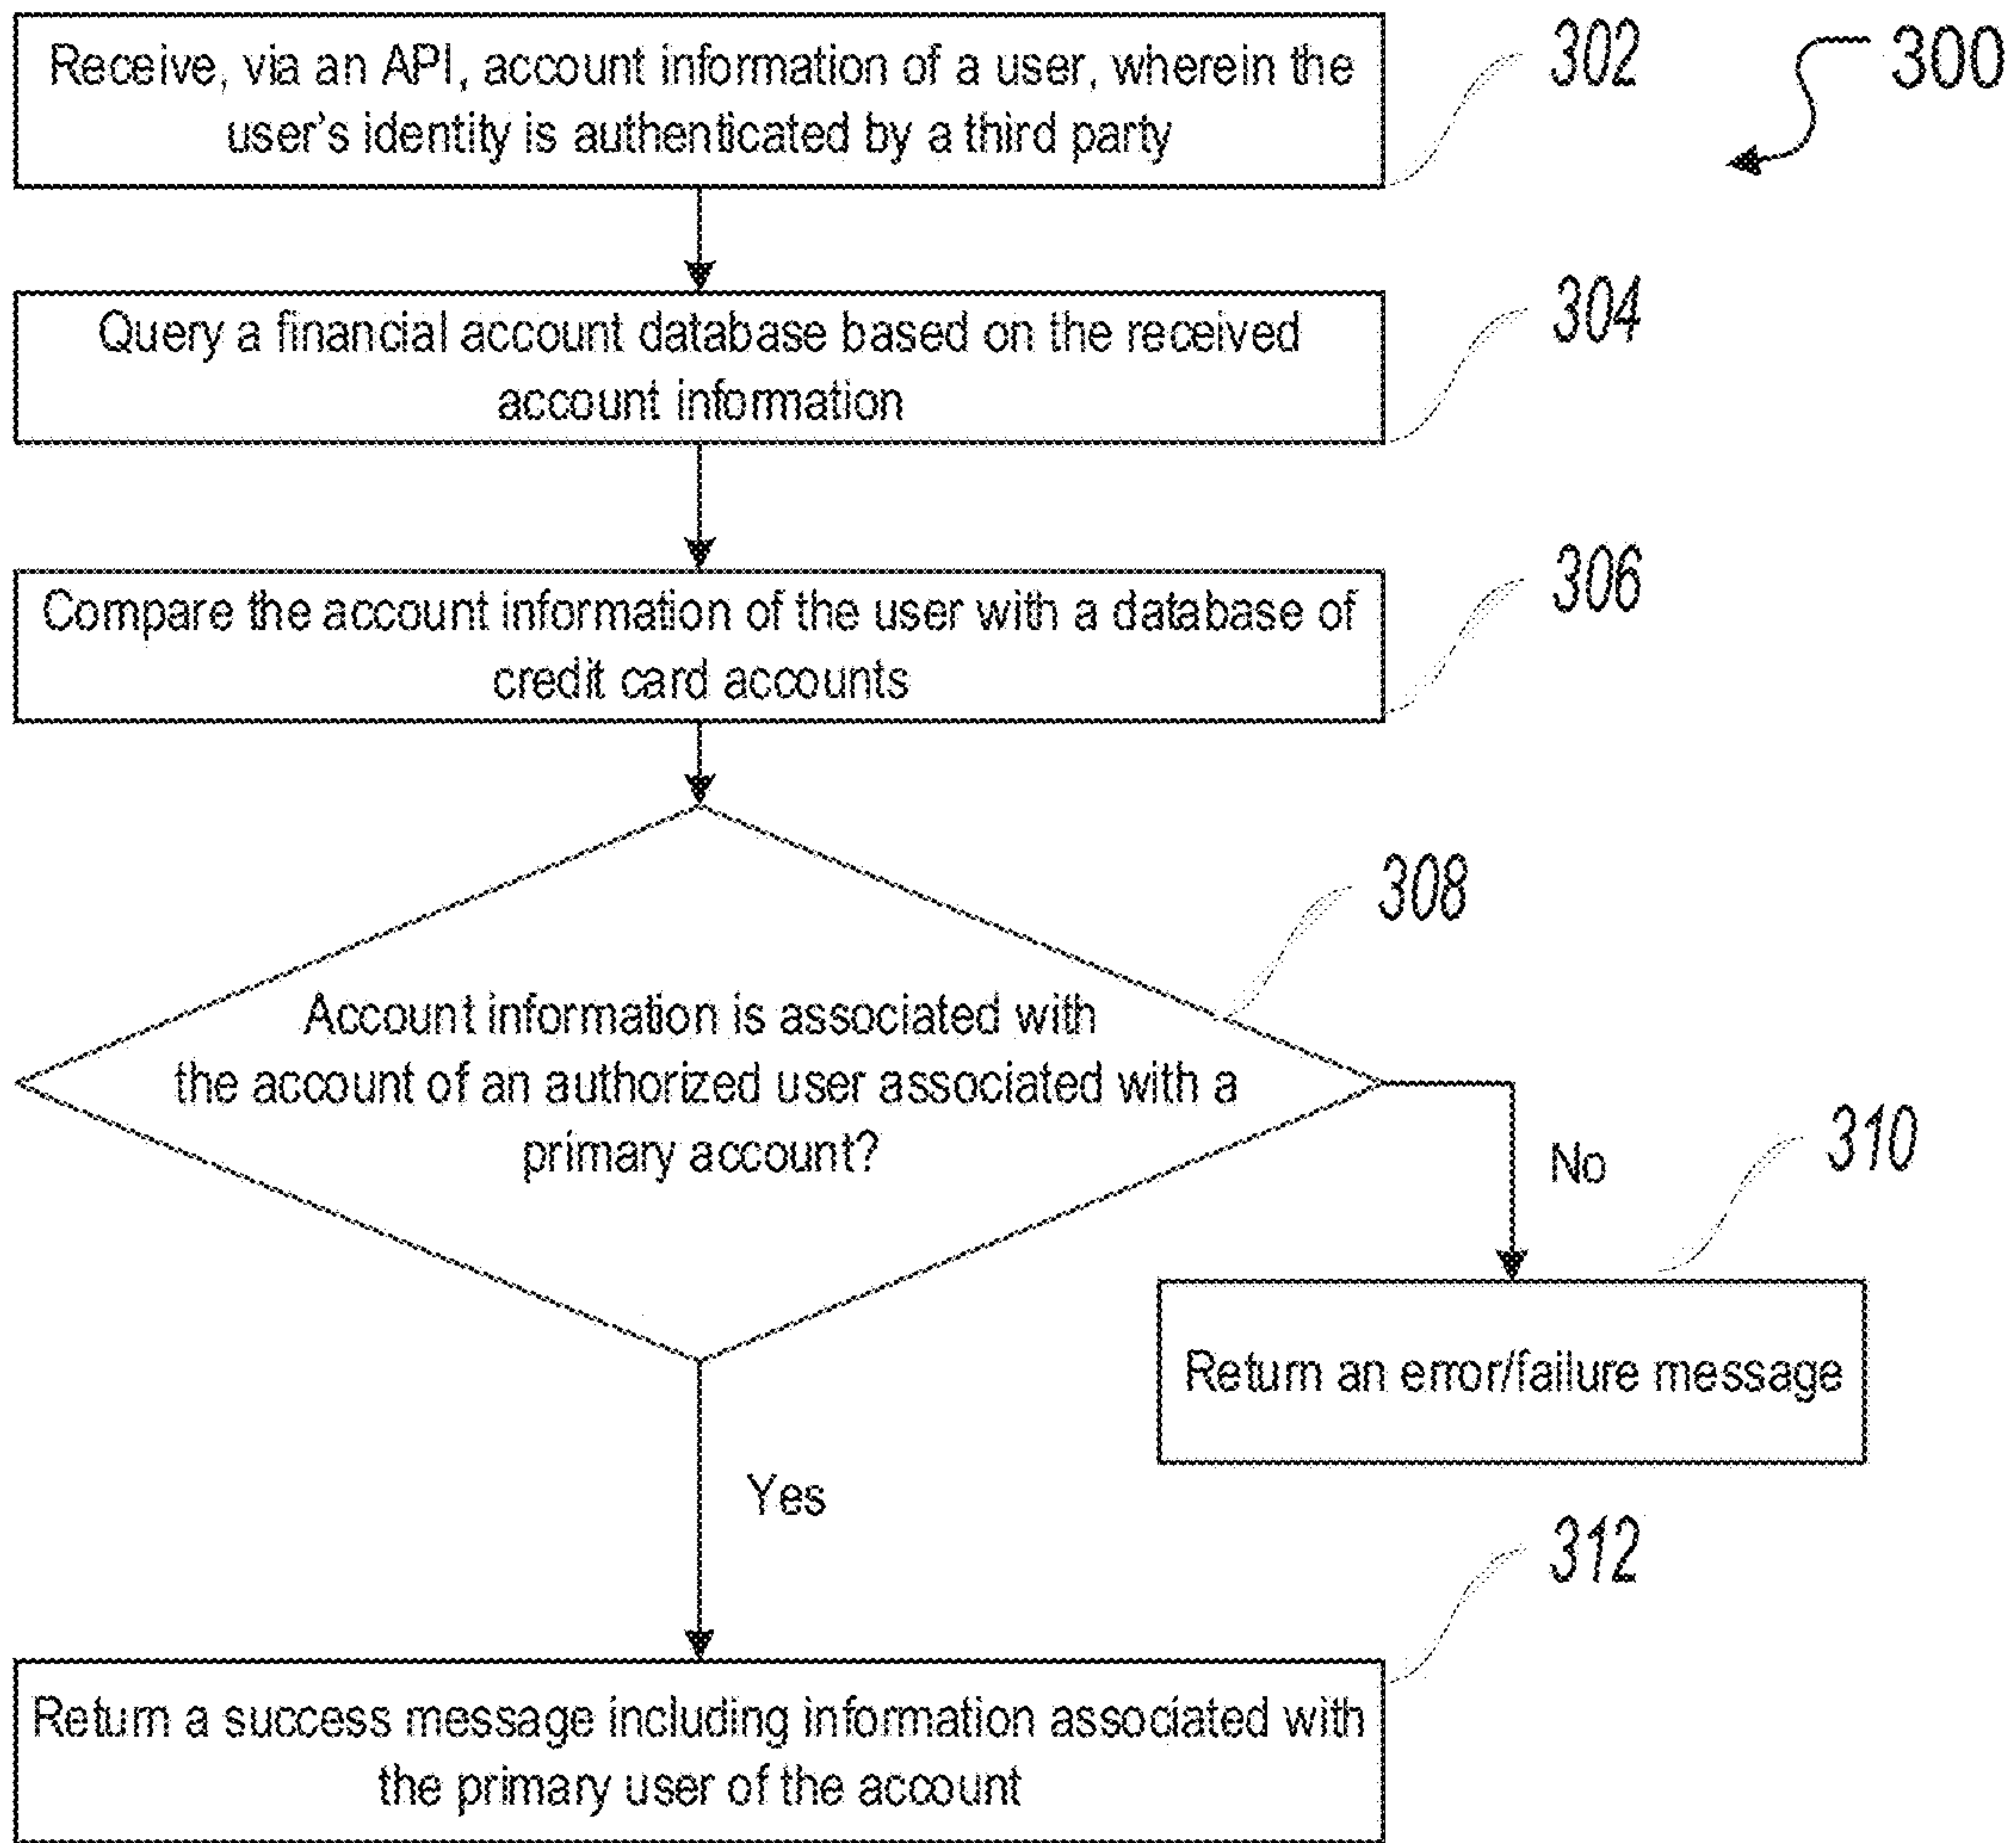 Receive, via an API, account information of a user, wherein the
user's identity is authenticated by a third party
302
300
Query a financial account database based on the received
account information
304
Compare the account information of the user with a database of
credit card accounts
306
Account information is associated with
the account of an authorized user associated with a
primary account?
308
No
310
Return an error/failure message
Yes
312
Return a success message including information associated with
the primary user of the account